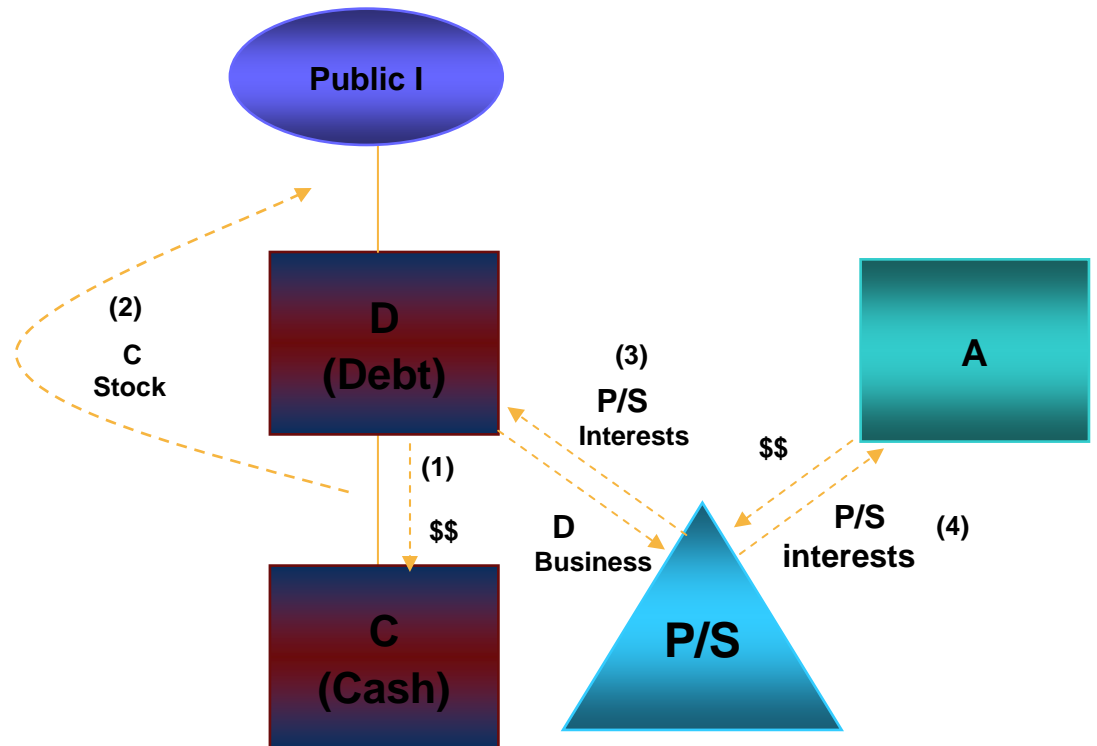 Public I
(2)
C
Stock
D
(Debt)
(1)
$$
C
(Cash)
(3)
P/S
Interests
D
Business
$$
P/S
interests
(4)
A
P/S